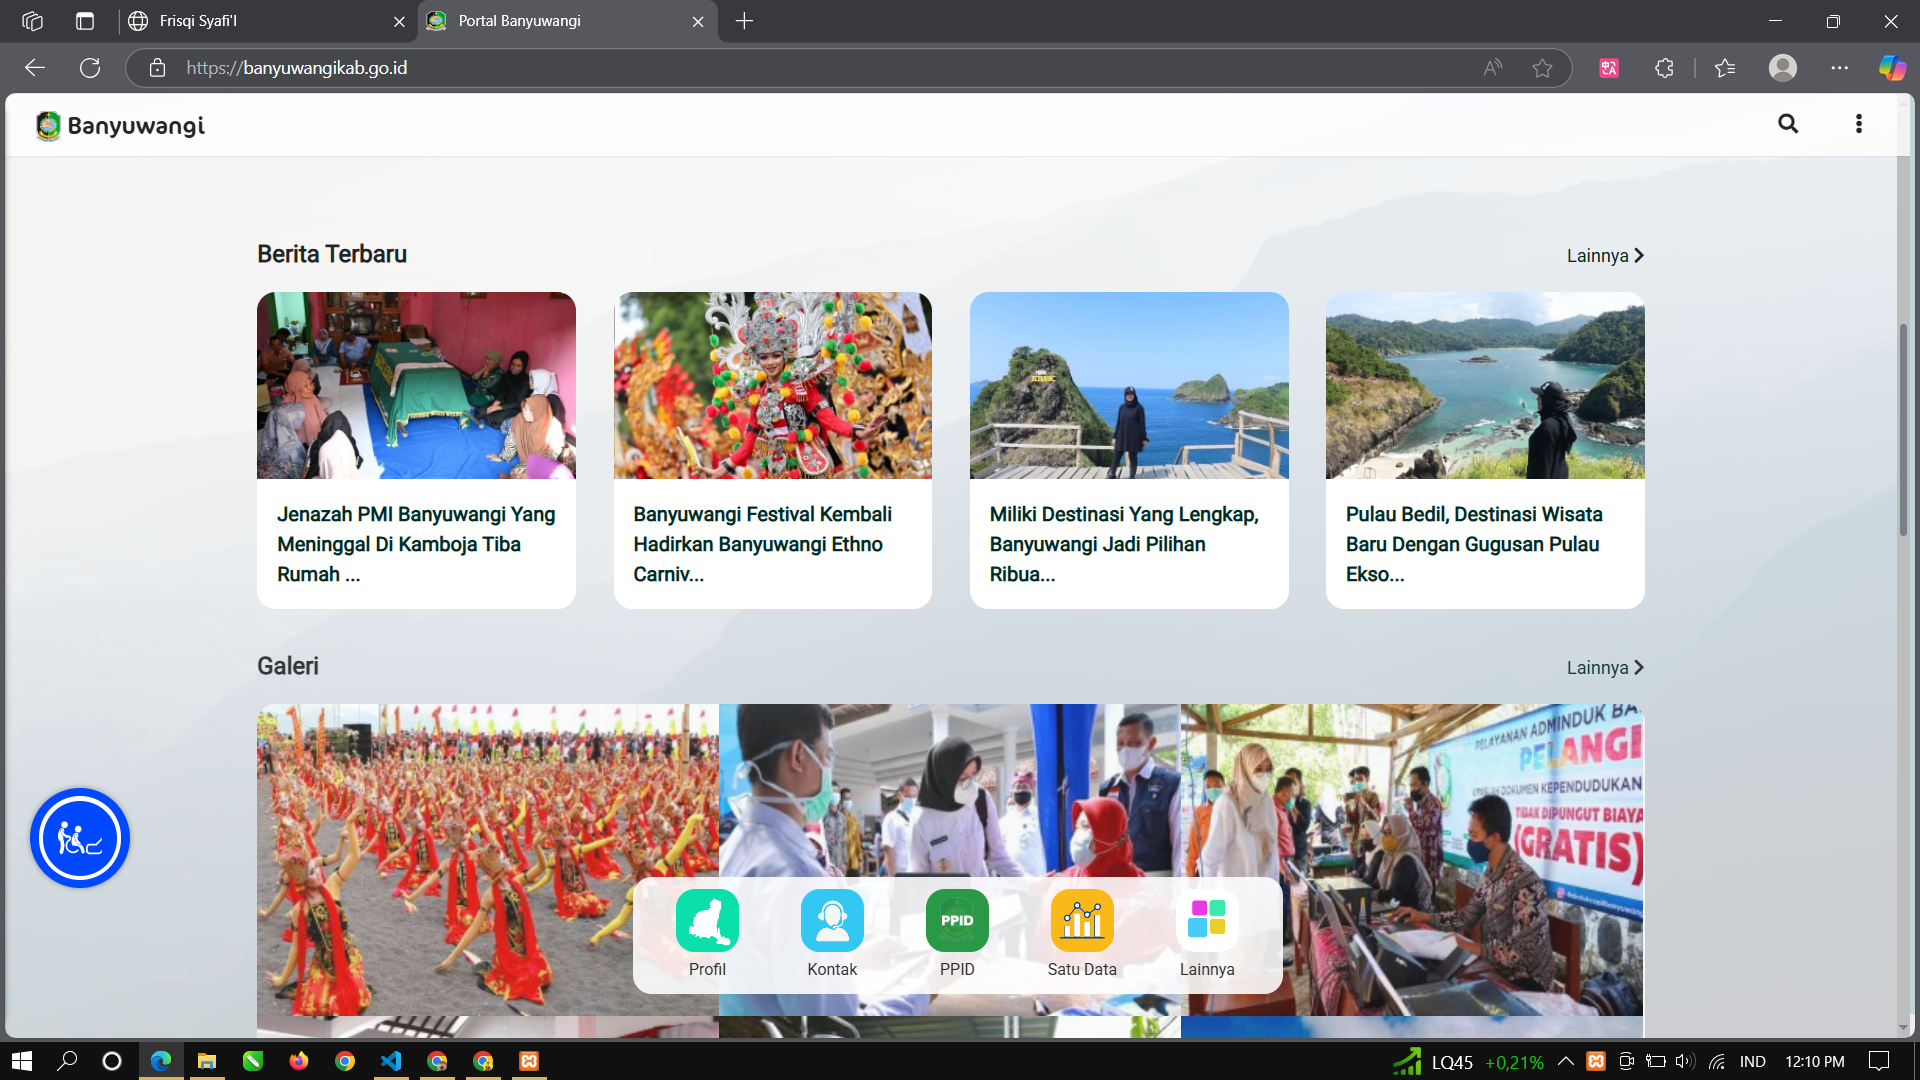 Frisqi Syafi'I
Portal Banyuwangi
https://banyuwangikab.go.id
Banyuwangi
Berita Terbaru
Lainnya
Jenazah PMI Banyuwangi Yang
Meninggal Di Kamboja Tiba
Rumah ...
Banyuwangi Festival Kembali
Hadirkan Banyuwangi Ethno
Carniv...
Miliki Destinasi Yang Lengkap,
Banyuwangi Jadi Pilihan
Ribua...
Pulau Bedil, Destinasi Wisata
Baru Dengan Gugusan Pulau
Ekso...
Galeri
Lainnya
PELAYANAN ADMINDUK BA
PELANGI
DOKUMEN KEPENDUDUKAN
TIDAK DIPUNGUT BIAYA
(GRATIS)
PPID
Profil
Kontak
PPID
Satu Data
Lainnya
LQ45
+0,21%
IND
12:10 PM